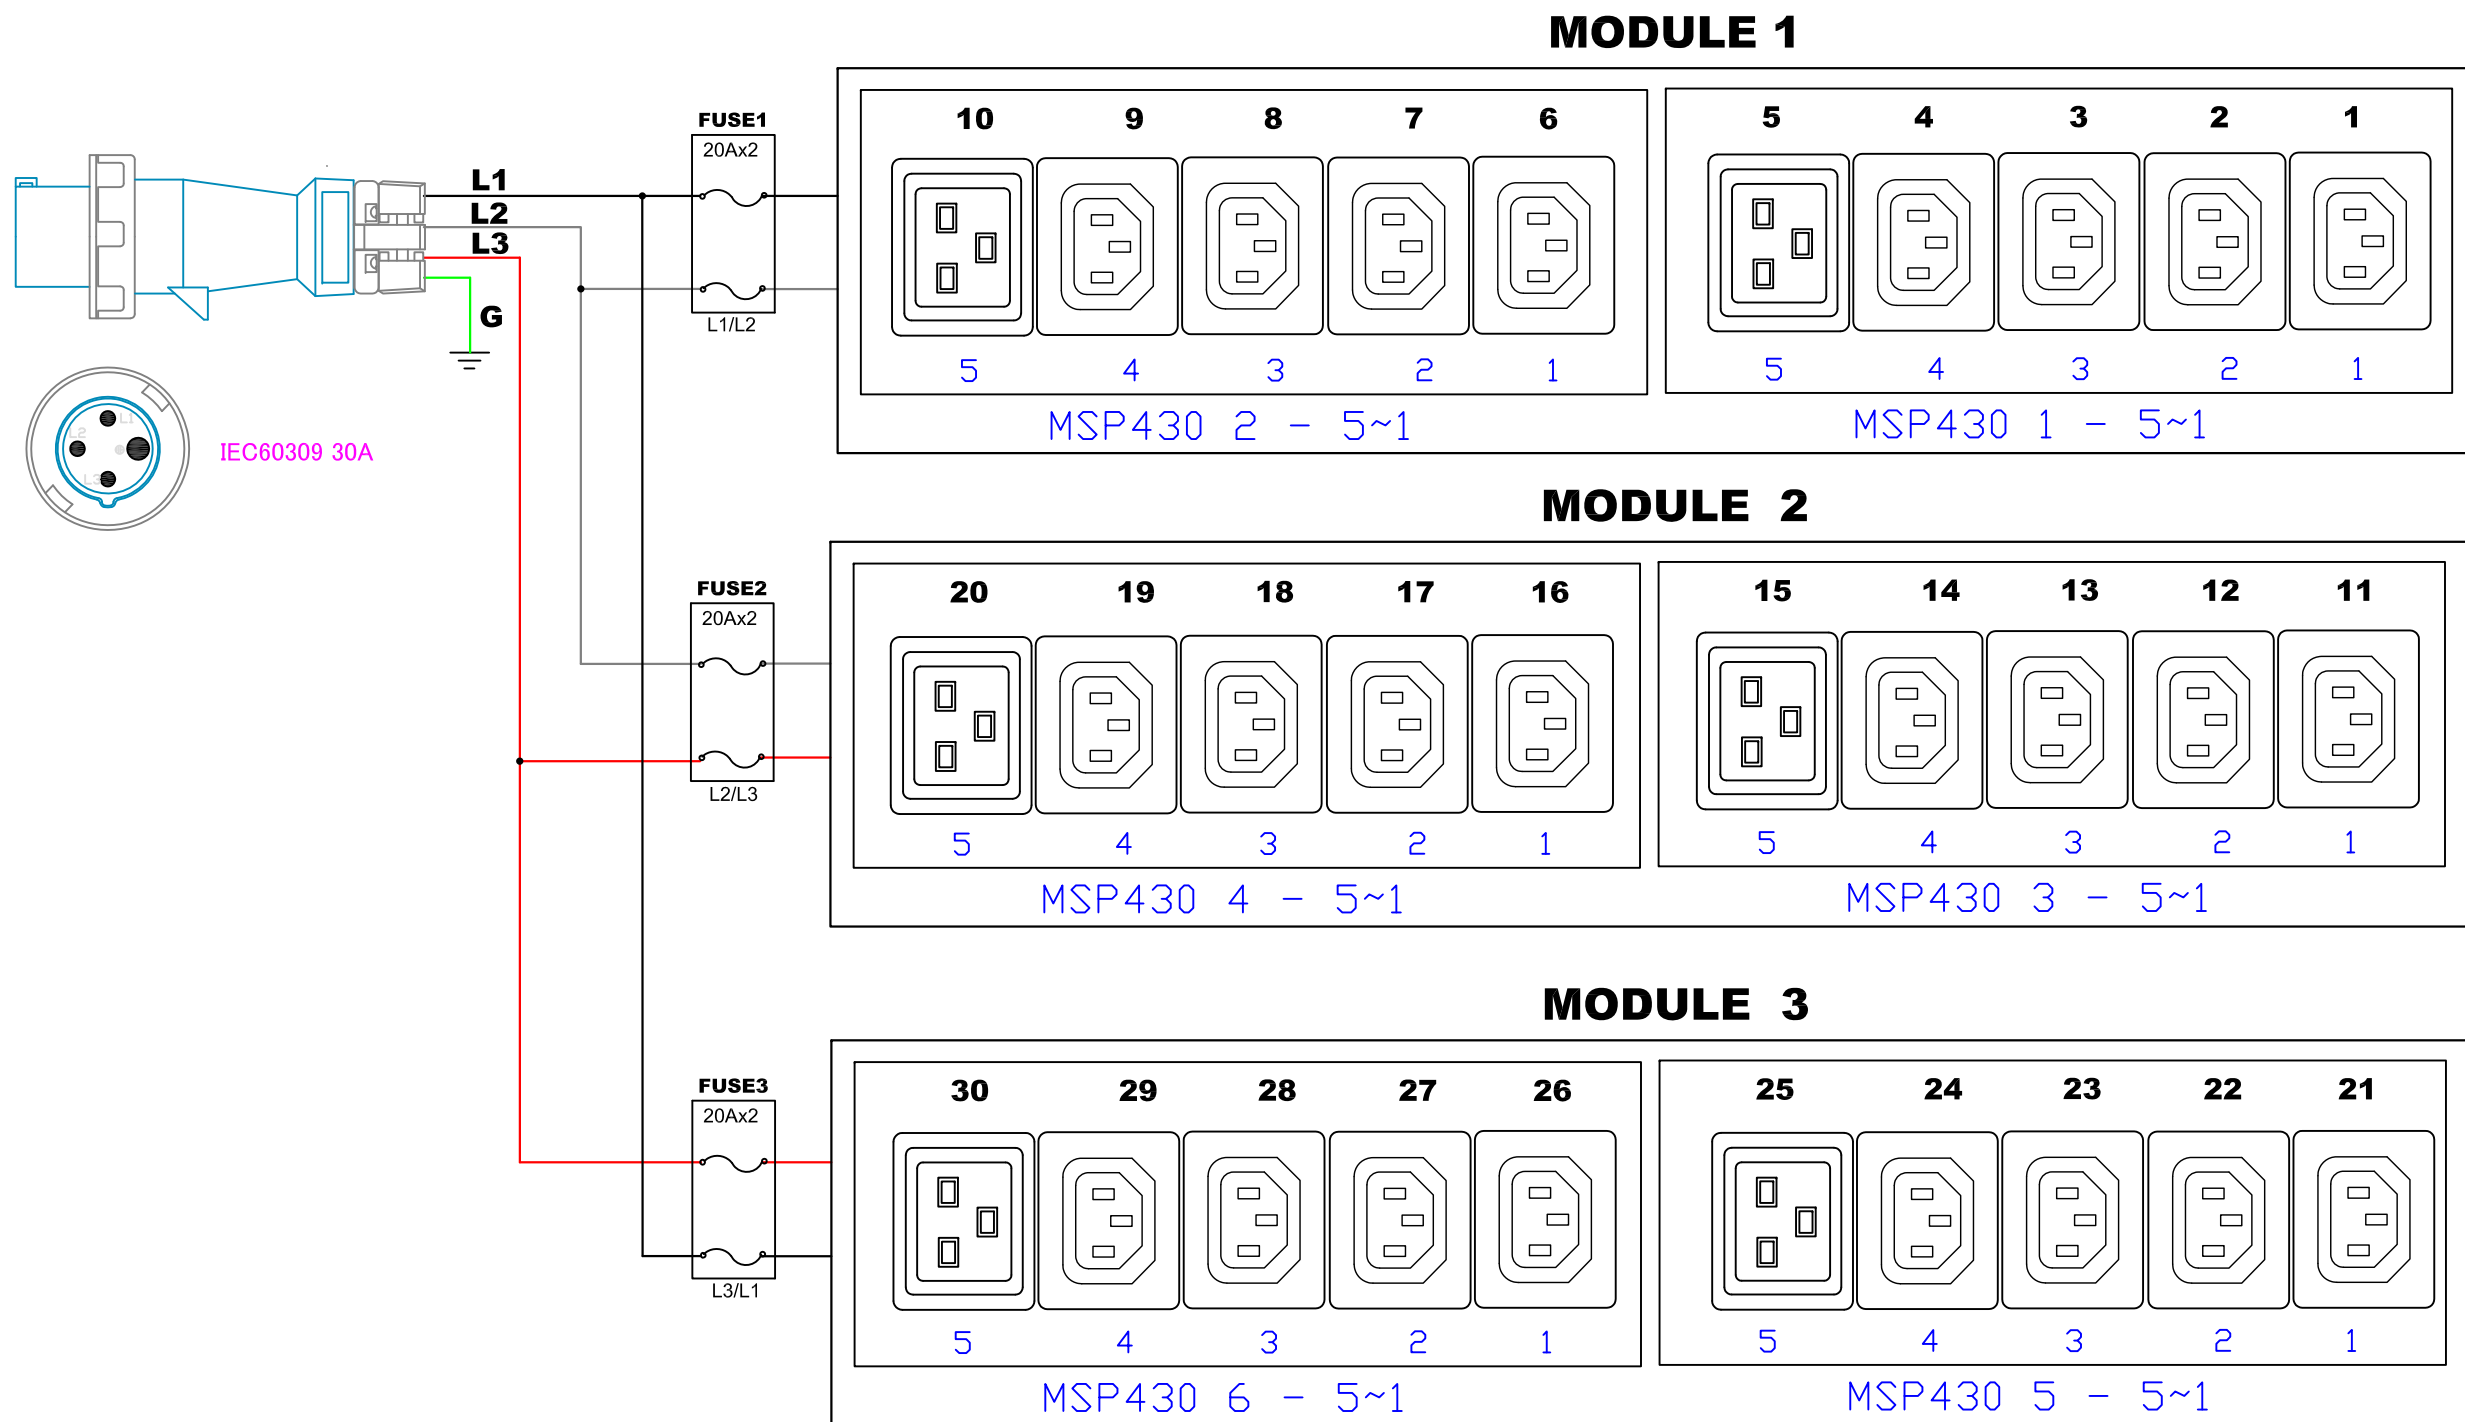 MODULE 1
FUSE1
20Ax2
L1/L2
L1
L2
L3
G
L1
L2
L3
IEC60309 30A
10 9 8 7 6
5 4 3 2 1
5 4 3 2 1
5 4 3 2 1
MSP430 2 - 5~1
MSP430 1 - 5~1
MODULE 2
FUSE2
20Ax2
L2/L3
20 19 18 17 16
15 14 13 12 11
5 4 3 2 1
5 4 3 2 1
MSP430 4 - 5~1
MSP430 3 - 5~1
MODULE 3
FUSE3
20Ax2
L3/L1
30 29 28 27 26
25 24 23 22 21
5 4 3 2 1
5 4 3 2 1
MSP430 6 - 5~1
MSP430 5 - 5~1